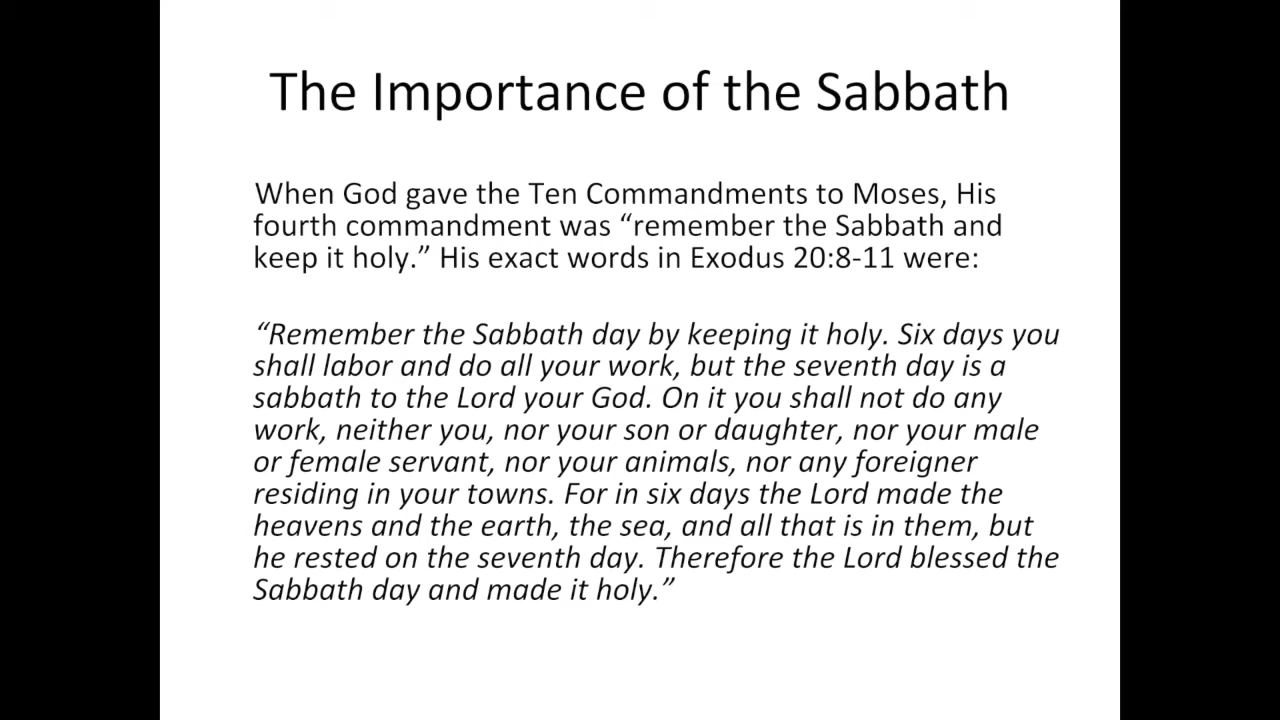 The Importance of the Sabbath
When God gave the Ten Commandments to Moses, His
fourth commandment was “remember the Sabbath and
keep it holy.” His exact words in Exodus 20:8-11 were:
“Remember the Sabbath day by keeping it holy. Six days you
shall labor and do all your work, but the seventh day is a
sabbath to the Lord your God. On it you shall not do any
work, neither you, nor your son or daughter, nor your male
or female servant, nor your animals, nor any foreigner
residing in your towns. For in six days the Lord made the
heavens and the earth, the sea, and all that is in them, but
he rested on the seventh day. Therefore the Lord blessed the
Sabbath day and made it holy.”